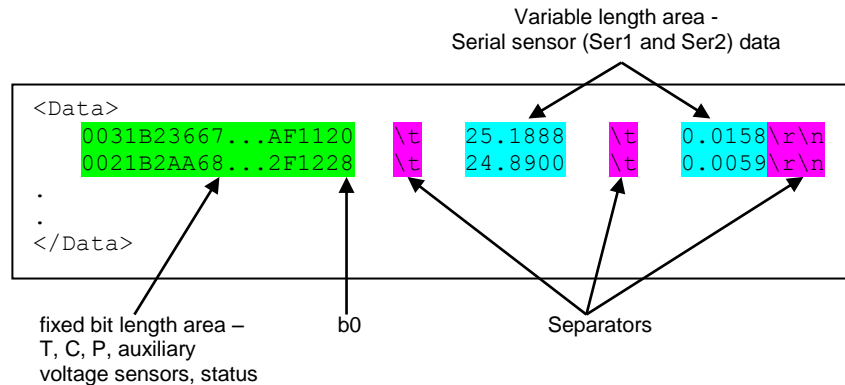 Variable length area -
Serial sensor (Ser1 and Ser2) data
<Data>
0031B23667...AF1120 \t 25.1888 \t 0.0158\r\n
0021B2AA68...2F1228 \t 24.8900 \t 0.0059\r\n
.
.
</Data>
fixed bit length area – b0 Separators
T, C, P, auxiliary
voltage sensors, status